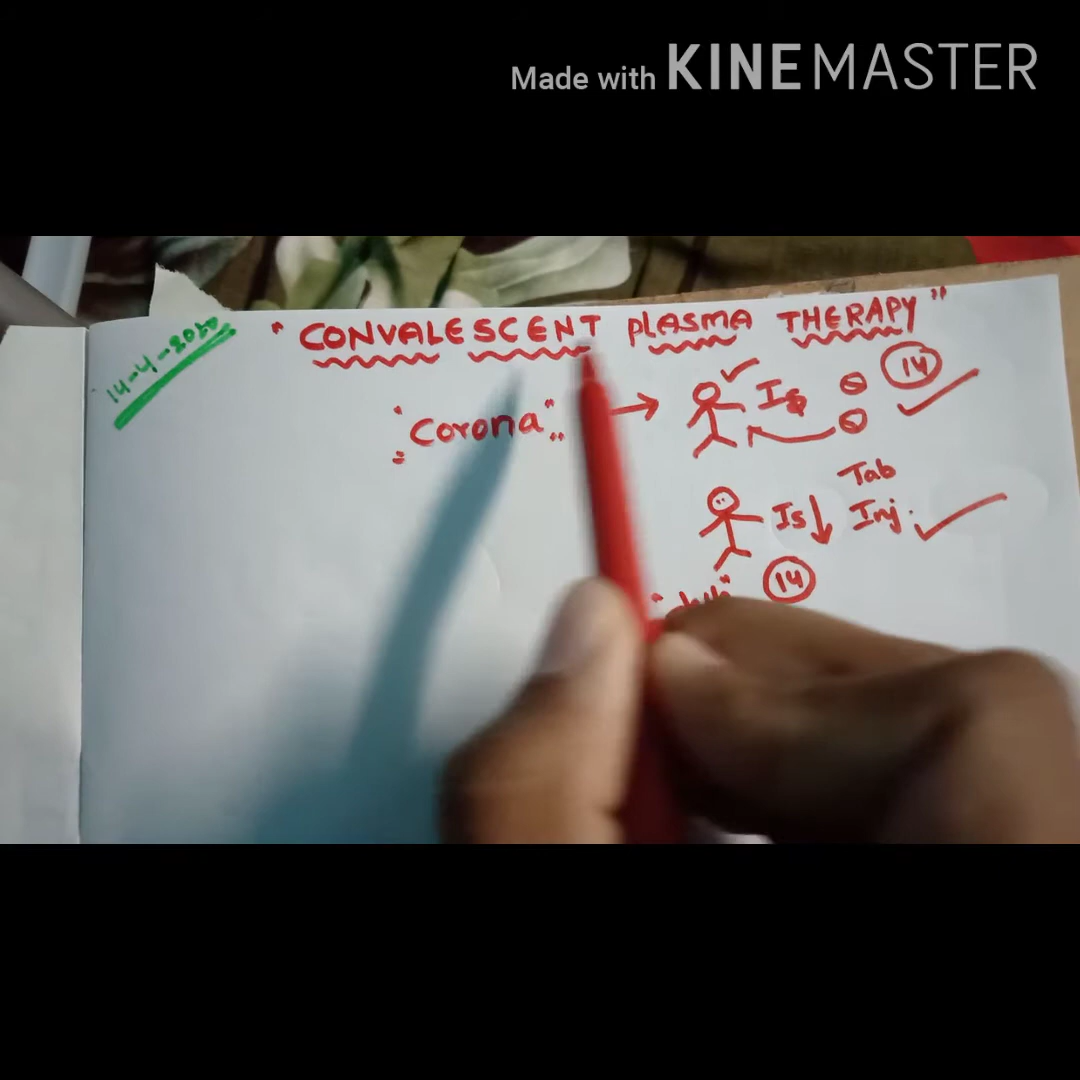 Made with KINEMASTER
14-4-2020
" CONVALESCENT PLASMA THERAPY "
"Corona" → Is 14
Tab
Is↓ Inj.
14